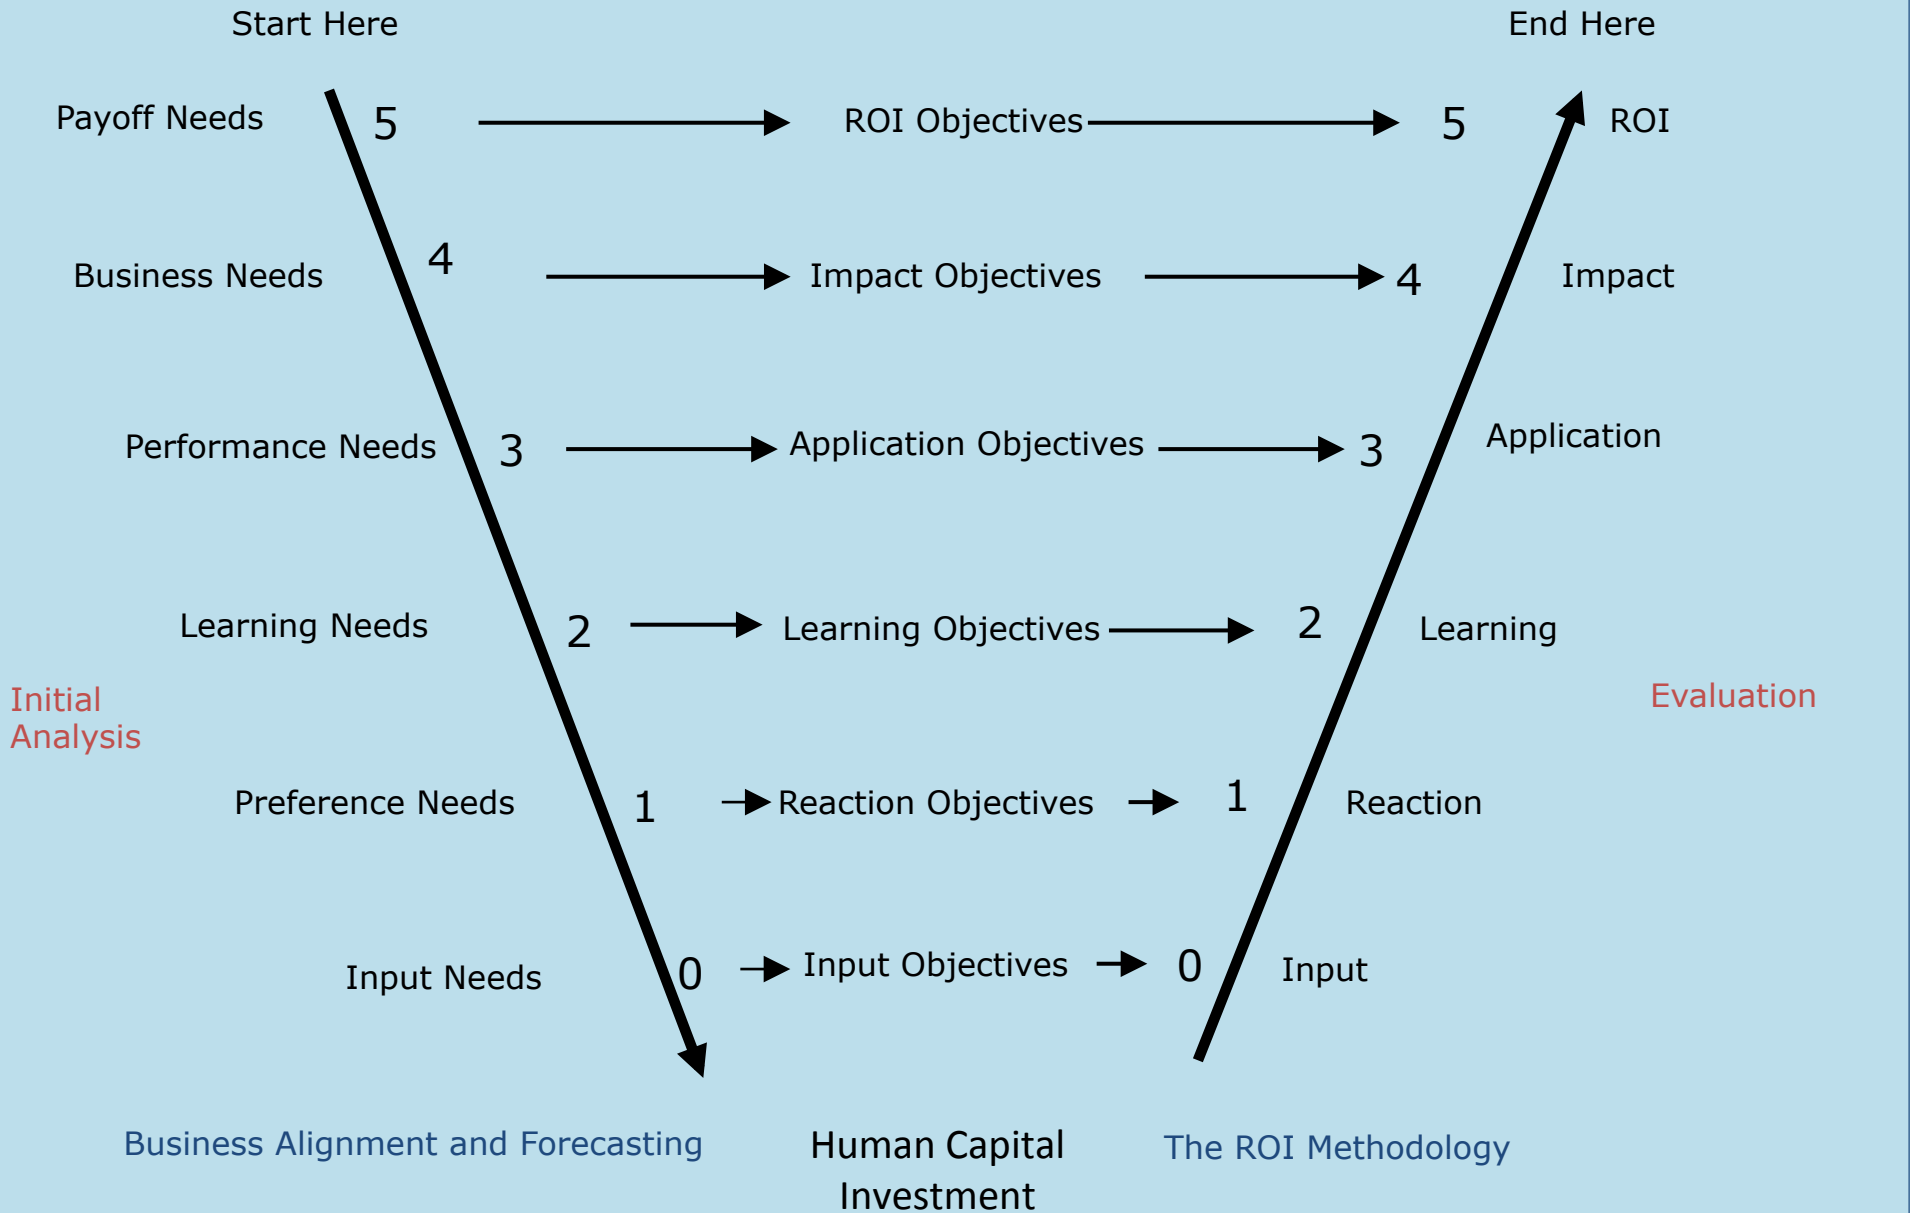 Start Here
End Here
Payoff Needs 5 ROI Objectives 5 ROI
Business Needs 4 Impact Objectives 4 Impact
Performance Needs 3 Application Objectives 3 Application
Learning Needs 2 Learning Objectives 2 Learning
Initial
Analysis
Evaluation
Preference Needs 1 Reaction Objectives 1 Reaction
Input Needs 0 Input Objectives 0 Input
Business Alignment and Forecasting
Human Capital
Investment
The ROI Methodology